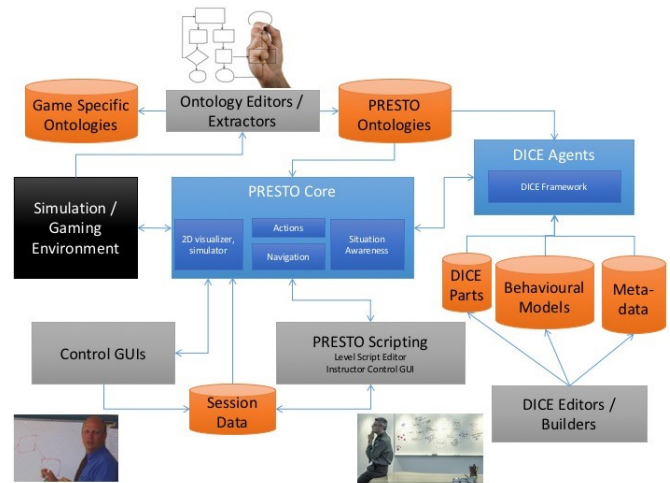 Game Specific
Ontologies
Ontology Editors /
Extractors
PRESTO
Ontologies
DICE Agents
DICE Framework
Simulation /
Gaming
Environment
PRESTO Core
2D visualizer,
simulator
Actions
Navigation
Situation
Awareness
DICE
Parts
Behavioural
Models
Meta-
data
Control GUIs
PRESTO Scripting
Level Script Editor
Instructor Control GUI
Session
Data
DICE Editors /
Builders